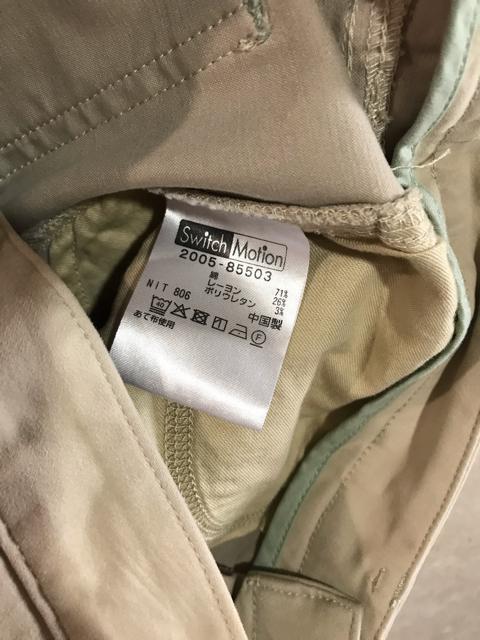 Switch Motion
2005-85503
綿 71%
レーヨン 26%
ポリウレタン 3%
NIT 806
中国製
40
F
あて布使用